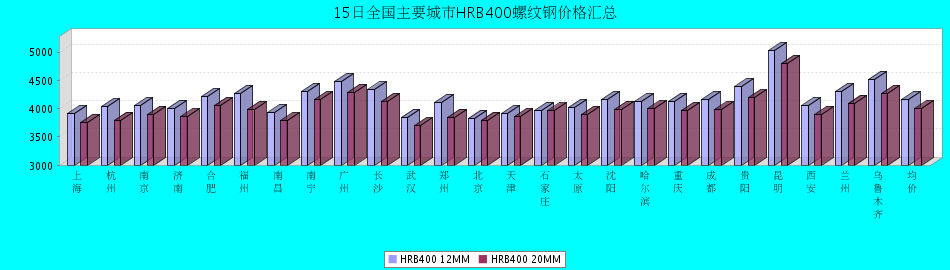 15日全国主要城市HRB400螺纹钢价格汇总
5000
4500
4000
3500
3000
上海
杭州
南京
济南
合肥
福州
南昌
南宁
广州
长沙
武汉
郑州
北京
天津
石家庄
太原
沈阳
哈尔滨
重庆
成都
贵阳
昆明
西安
兰州
乌鲁木齐
均价
HRB400 12MM HRB400 20MM